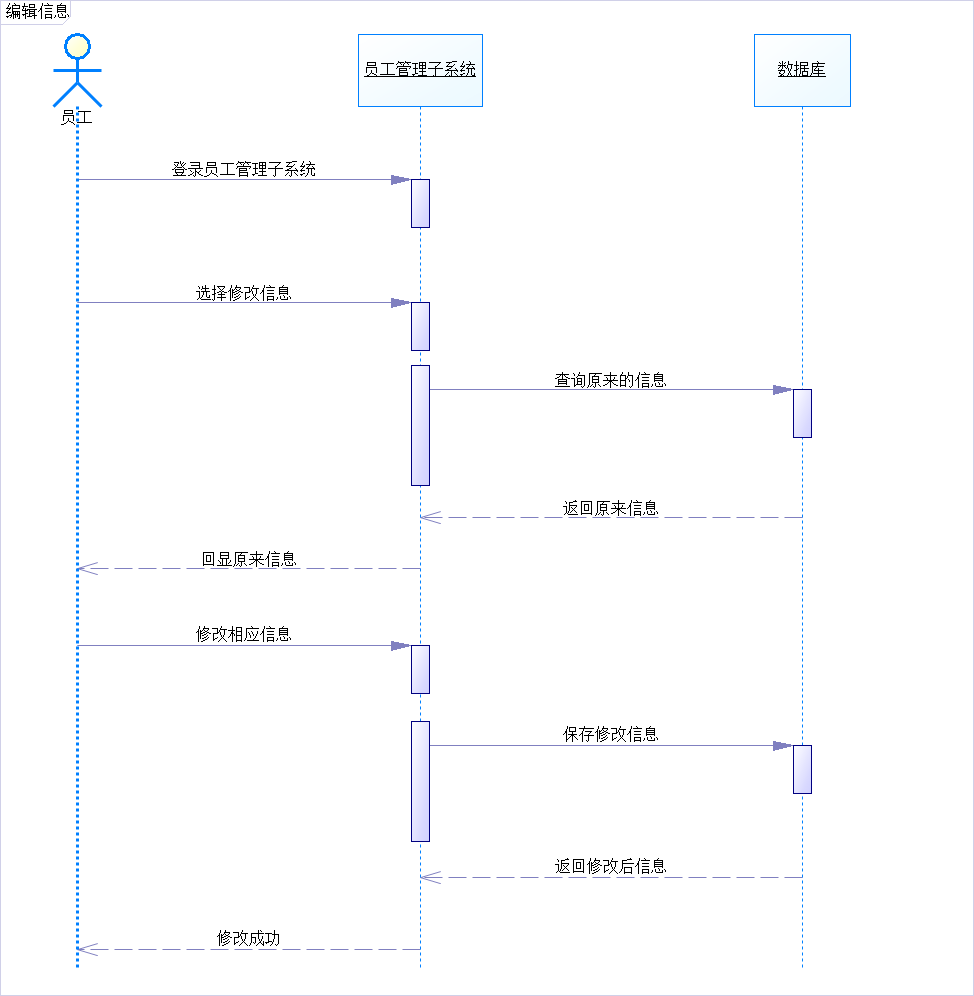 编辑信息
员工管理子系统
数据库
员工
登录员工管理子系统
选择修改信息
查询原来的信息
返回原来信息
回显原来信息
修改相应信息
保存修改信息
返回修改后信息
修改成功